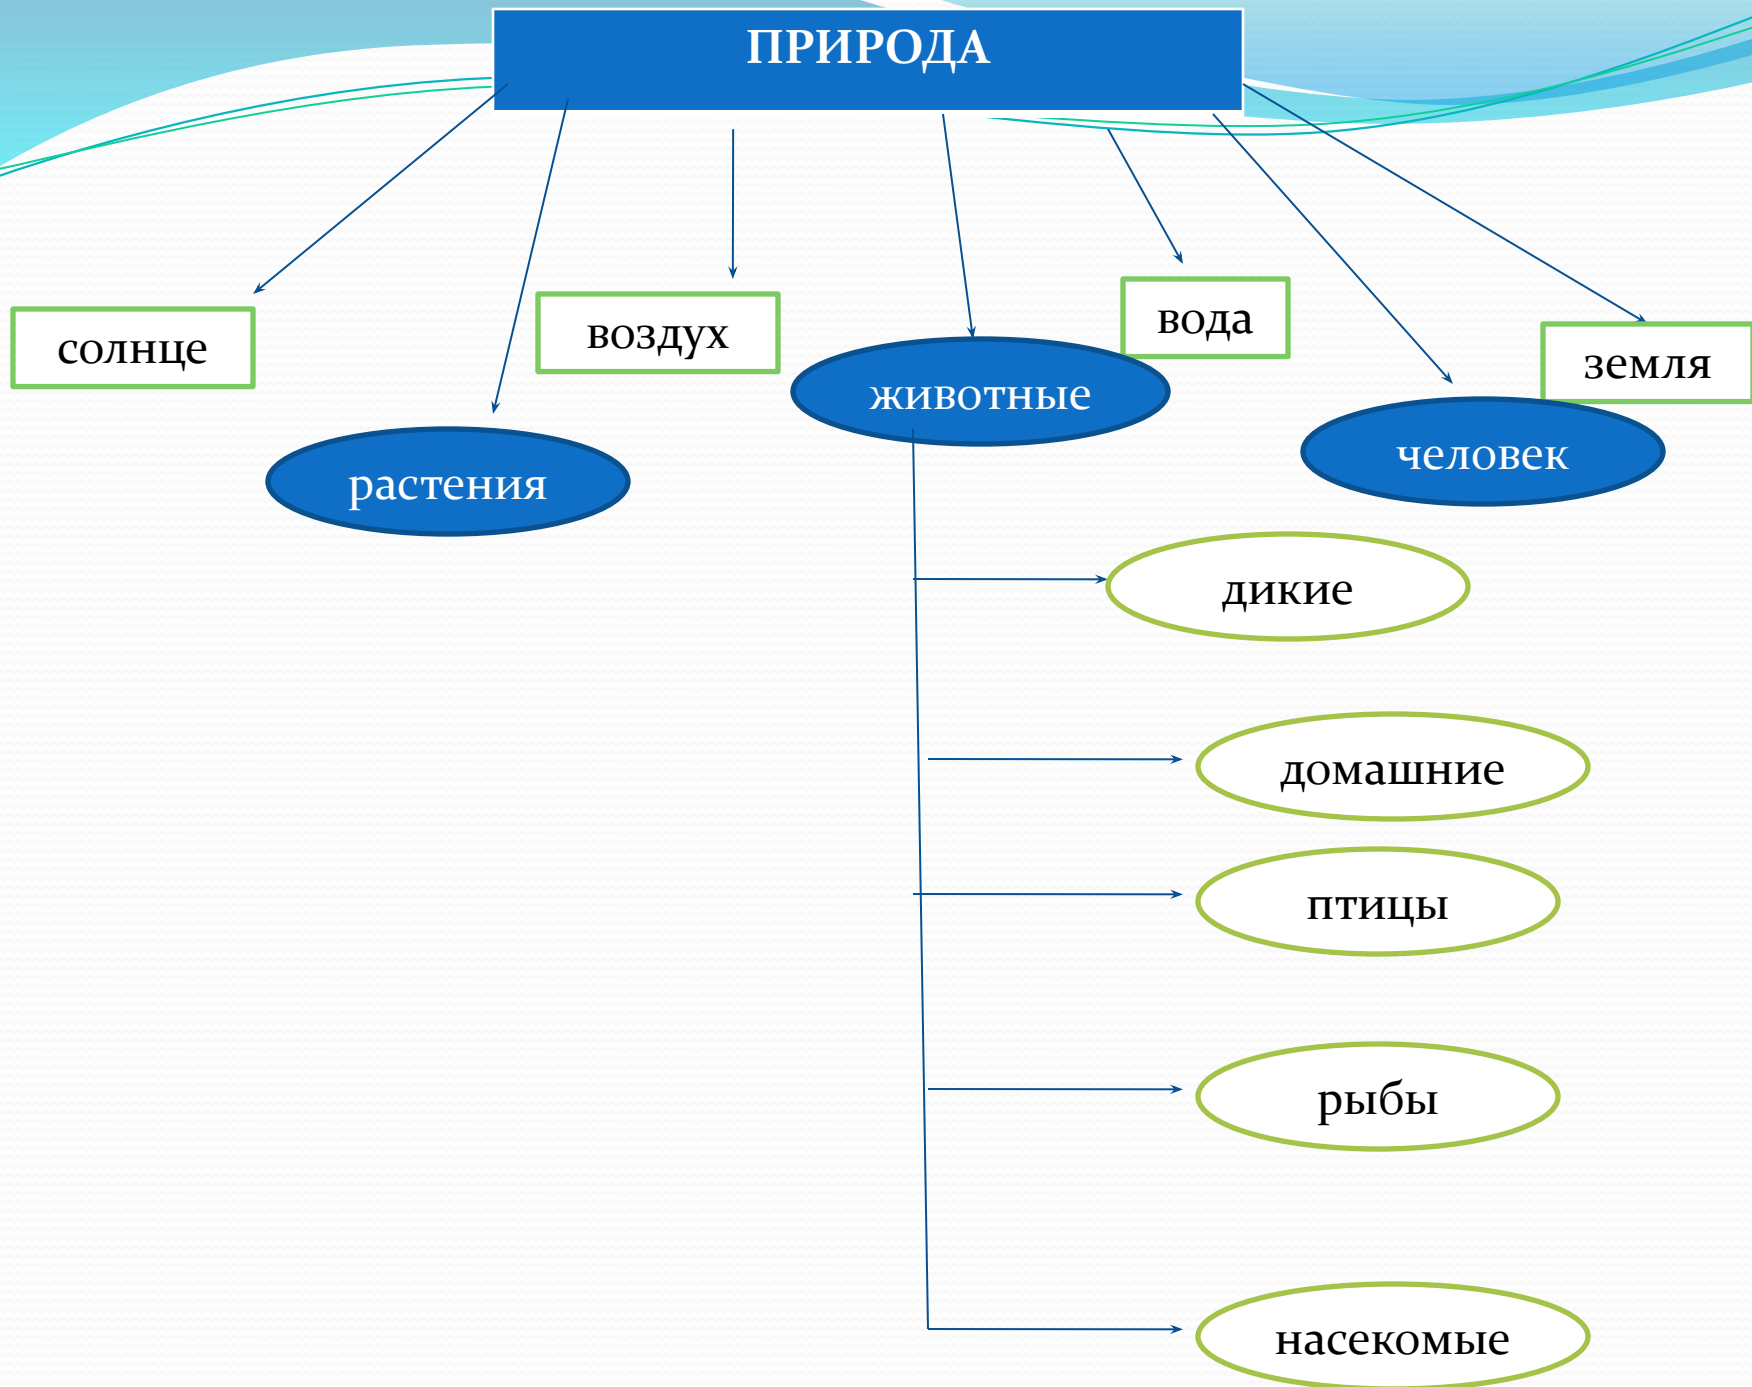 ПРИРОДА
солнце
воздух
вода
земля
животные
человек
растения
дикие
домашние
птицы
рыбы
насекомые